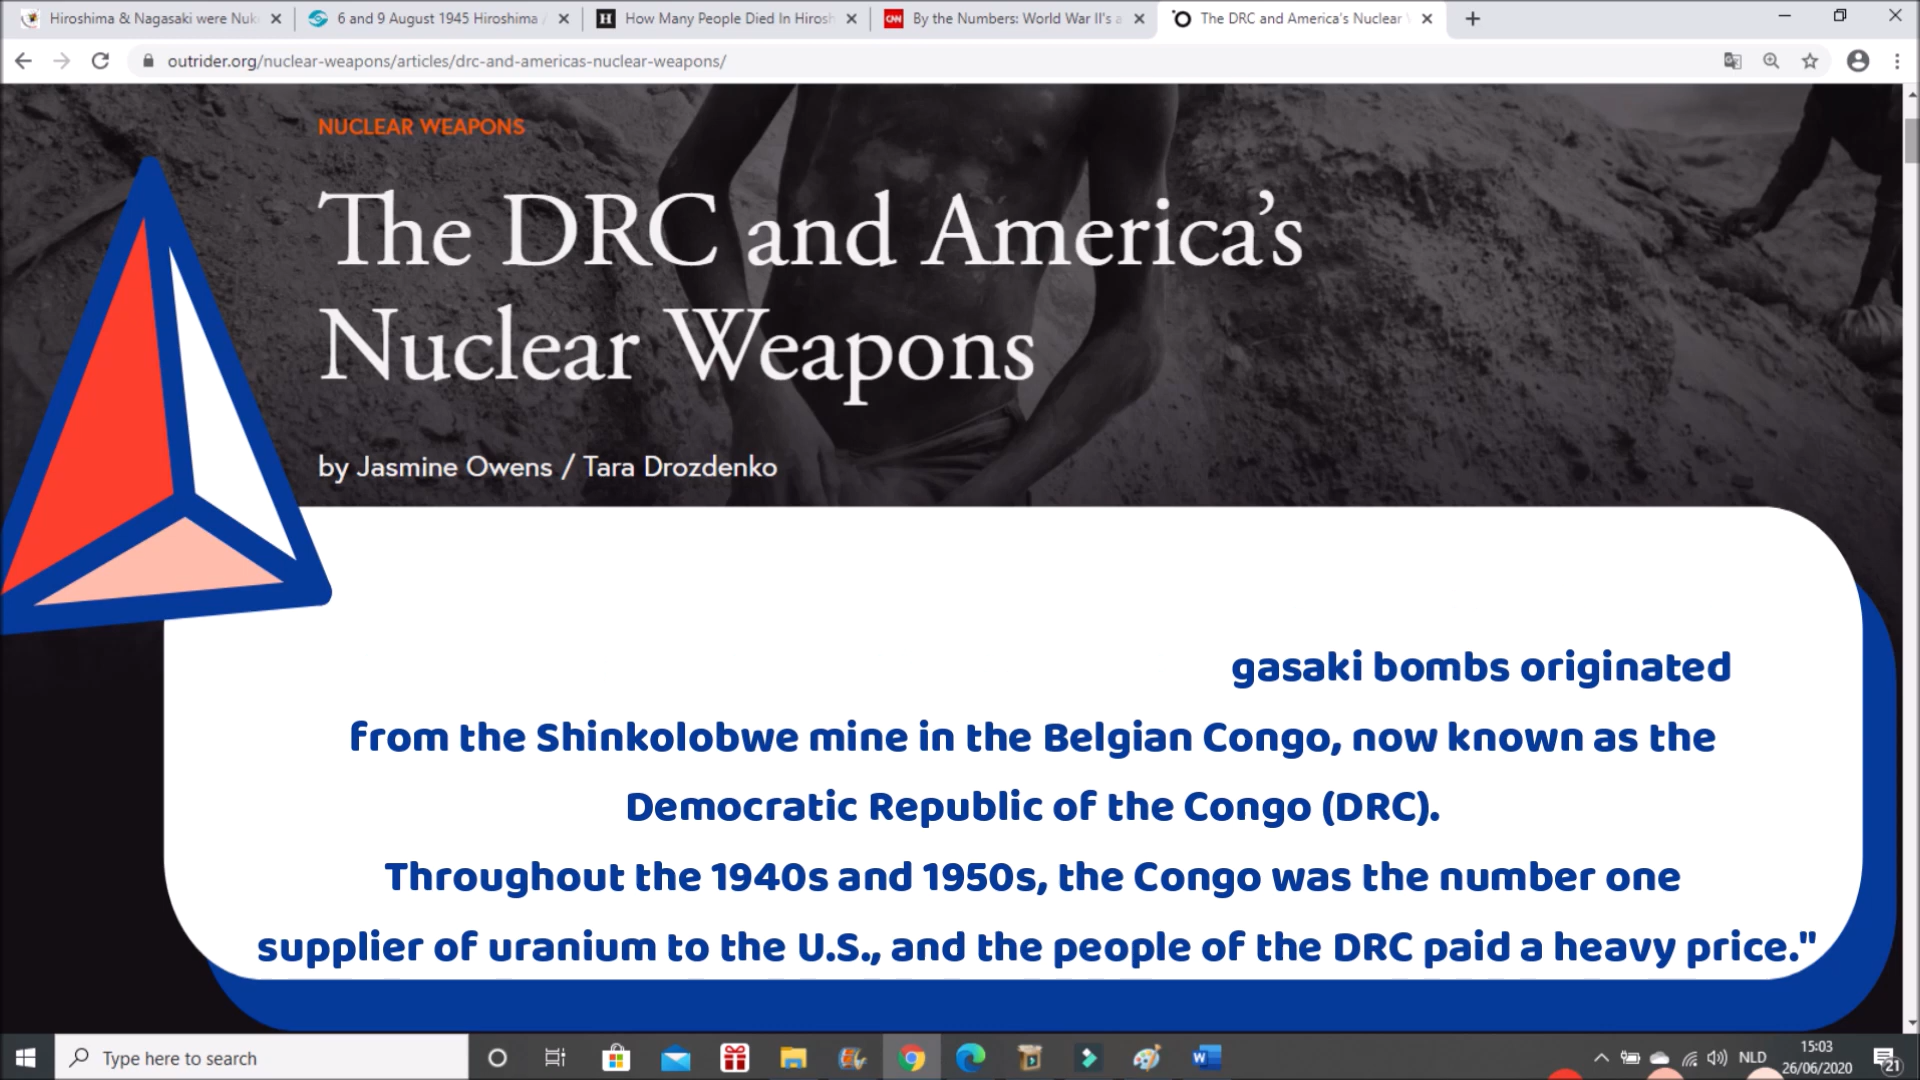 Hiroshima & Nagasaki were Nuk
6 and 9 August 1945 Hiroshima
How Many People Died In Hirosh
CNN
By the Numbers: World War II's a
The DRC and America's Nuclear
outrider.org/nuclear-weapons/articles/drc-and-americas-nuclear-weapons/
NUCLEAR WEAPONS
The DRC and America's
Nuclear Weapons
by Jasmine Owens / Tara Drozdenko
gasaki bombs originated
from the Shinkolobwe mine in the Belgian Congo, now known as the
Democratic Republic of the Congo (DRC).
Throughout the 1940s and 1950s, the Congo was the number one
supplier of uranium to the U.S., and the people of the DRC paid a heavy price."
Type here to search
NLD
15:03
26/06/2020
21